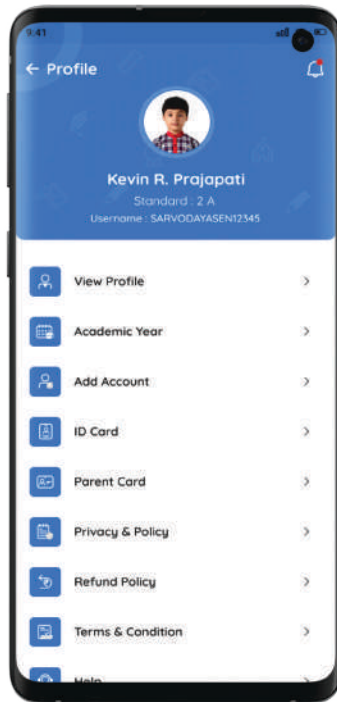 9:41
← Profile
Kevin R. Prajapati
Standard : 2 A
Username : SARVODAYASEN12345
View Profile
Academic Year
Add Account
ID Card
Parent Card
Privacy & Policy
Refund Policy
Terms & Condition
Help